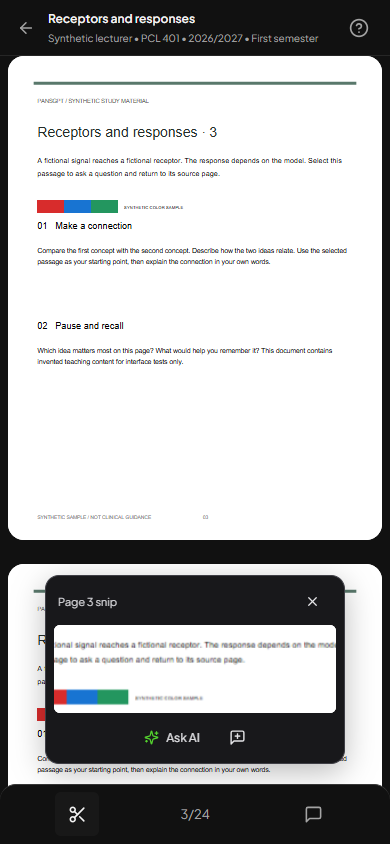 Receptors and responses
Synthetic lecturer • PCL 401 • 2026/2027 • First semester
PANSGPT / SYNTHETIC STUDY MATERIAL
Receptors and responses · 3
A fictional signal reaches a fictional receptor. The response depends on the model. Select this
passage to ask a question and return to its source page.
SYNTHETIC COLOR SAMPLE
01 Make a connection
Compare the first concept with the second concept. Describe how the two ideas relate. Use the selected
passage as your starting point, then explain the connection in your own words.
02 Pause and recall
Which idea matters most on this page? What would help you remember it? This document contains
invented teaching content for interface tests only.
SYNTHETIC SAMPLE / NOT CLINICAL GUIDANCE 03
Page 3 snip
signal reaches a fictional receptor. The response depends on the
to ask a question and return to its source page.
SYNTHETIC COLOR SAMPLE
Ask AI
passage as your starting point, then explain the connection in your own words.
3/24